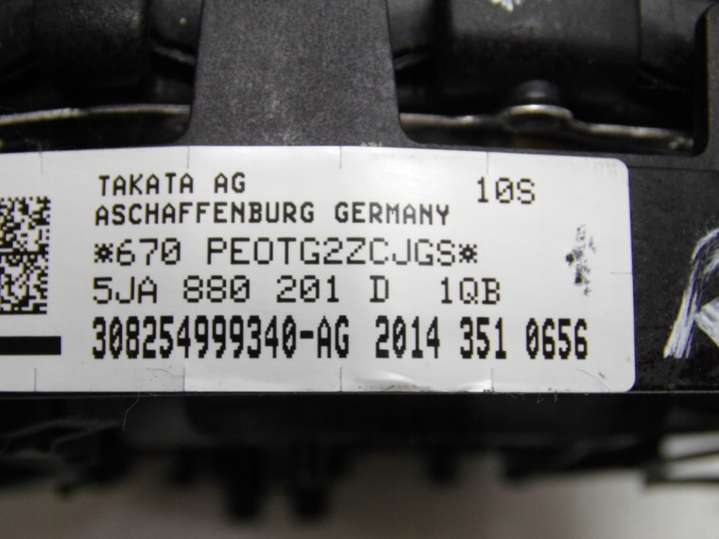 TAKATA AG 10S
ASCHAFFENBURG GERMANY
*670 PEOTG2ZCJGS*
5JA 880 201 D 1QB
308254999340-AG 2014 351 0656